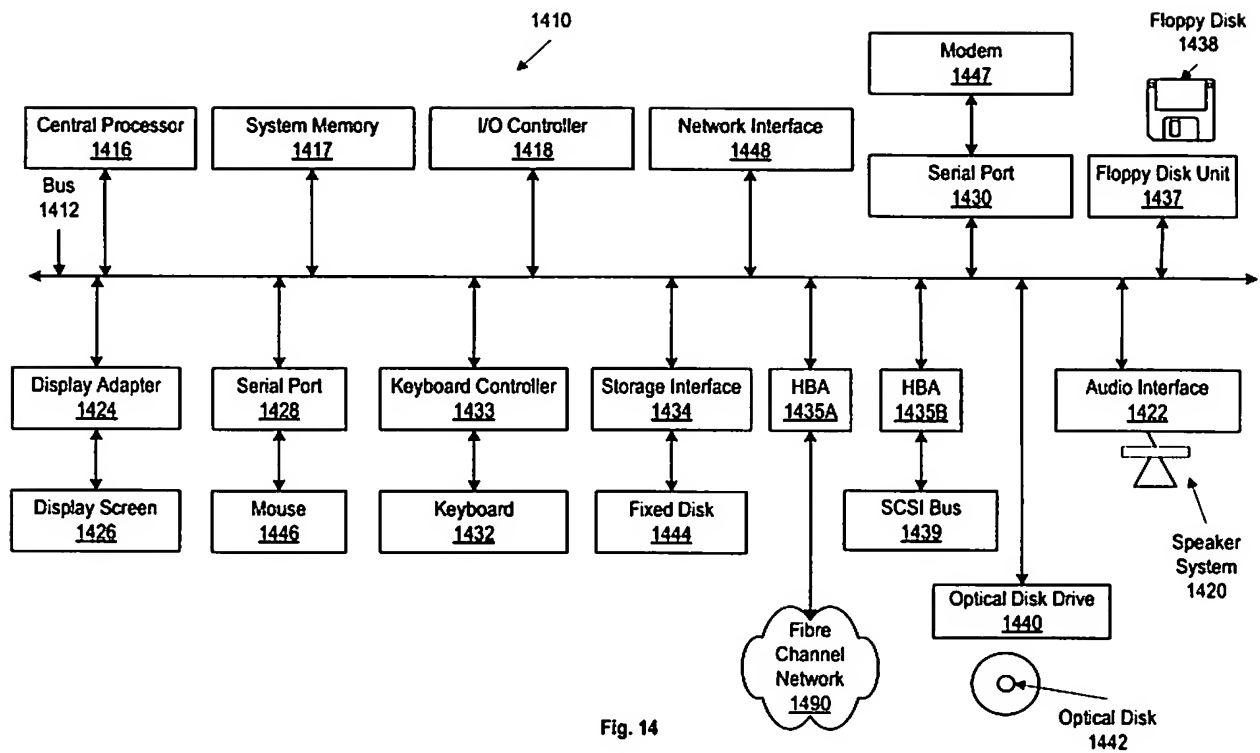 1410
Floppy Disk
1438
Modem
1447
Central Processor
1416
System Memory
1417
I/O Controller
1418
Network Interface
1448
Serial Port
1430
Floppy Disk Unit
1437
Bus
1412
Display Adapter
1424
Serial Port
1428
Keyboard Controller
1433
Storage Interface
1434
HBA
1435A
HBA
1435B
Audio Interface
1422
Display Screen
1426
Mouse
1446
Keyboard
1432
Fixed Disk
1444
SCSI Bus
1439
Speaker
System
1420
Optical Disk Drive
1440
Fibre
Channel
Network
1490
Optical Disk
1442
Fig. 14